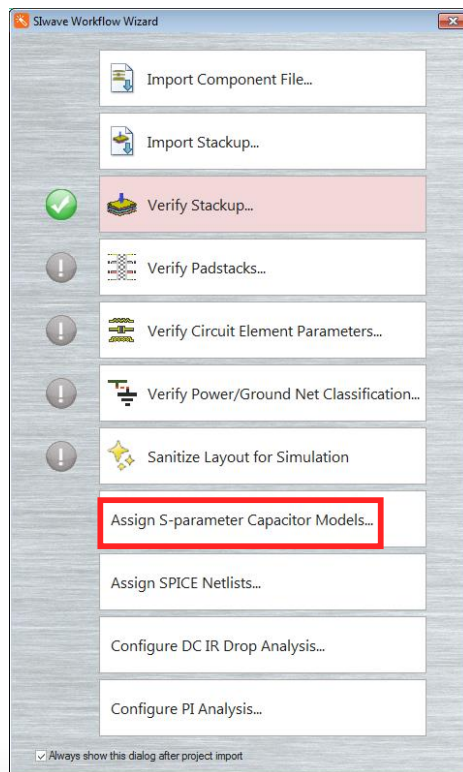 SIwave Workflow Wizard
Import Component File...
Import Stackup...
Verify Stackup...
Verify Padstacks...
Verify Circuit Element Parameters...
Verify Power/Ground Net Classification...
Sanitize Layout for Simulation
Assign S-parameter Capacitor Models...
Assign SPICE Netlists...
Configure DC IR Drop Analysis...
Configure PI Analysis...
Always show this dialog after project import